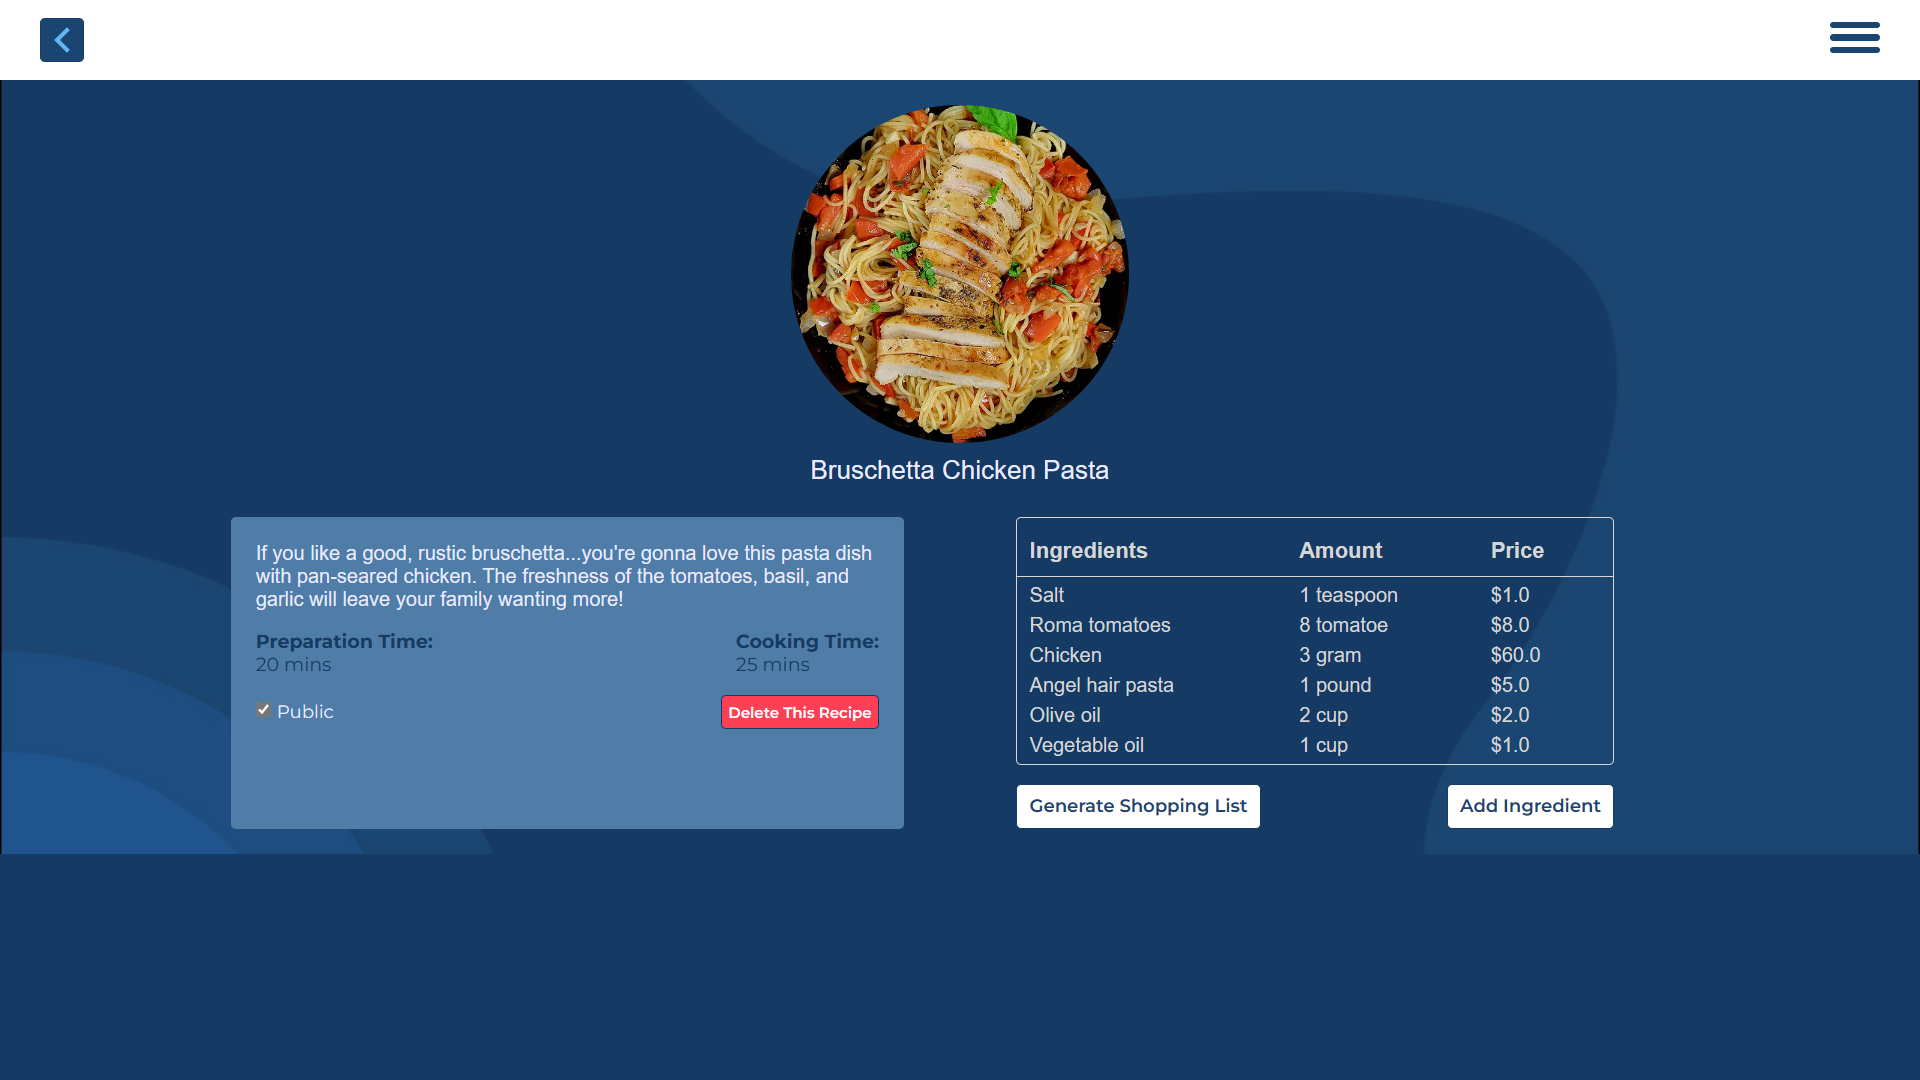 Bruschetta Chicken Pasta
If you like a good, rustic bruschetta...you're gonna love this pasta dish
with pan-seared chicken. The freshness of the tomatoes, basil, and
garlic will leave your family wanting more!
Preparation Time: Cooking Time:
20 mins 25 mins
Public Delete This Recipe
Ingredients Amount Price
Salt 1 teaspoon $1.0
Roma tomatoes 8 tomatoe $8.0
Chicken 3 gram $60.0
Angel hair pasta 1 pound $5.0
Olive oil 2 cup $2.0
Vegetable oil 1 cup $1.0
Generate Shopping List Add Ingredient